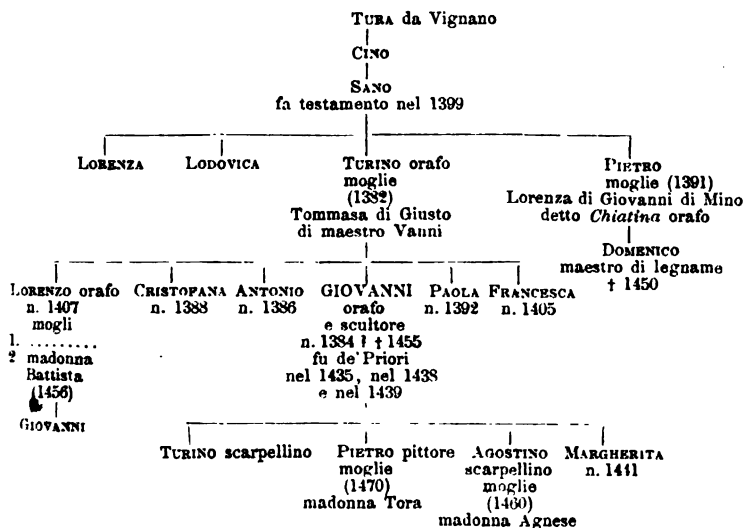 TURA da Vignano
CINO
SANO
fa testamento nel 1399
LORENZA
LODOVICA
TURINO orafo
moglie
(1382)
Tommasa di Giusto
di maestro Vanni
PIETRO
moglie (1391)
Lorenza di Giovanni di Mino
detto Chiatina orafo
DOMENICO
maestro di legname
† 1450
LORENZO orafo
n. 1407
mogli
1. .........
2 madonna
Battista
(1456)
GIOVANNI
CRISTOFANA
n. 1388
ANTONIO
n. 1386
GIOVANNI
orafo
e scultore
n. 1384 ? † 1455
fu de' Priori
nel 1435, nel 1438
e nel 1439
PAOLA
n. 1392
FRANCESCA
n. 1405
TURINO scarpellino
PIETRO pittore
moglie
(1470)
madonna Tora
AGOSTINO
scarpellino
moglie
(1460)
madonna Agnese
MARGHERITA
n. 1441